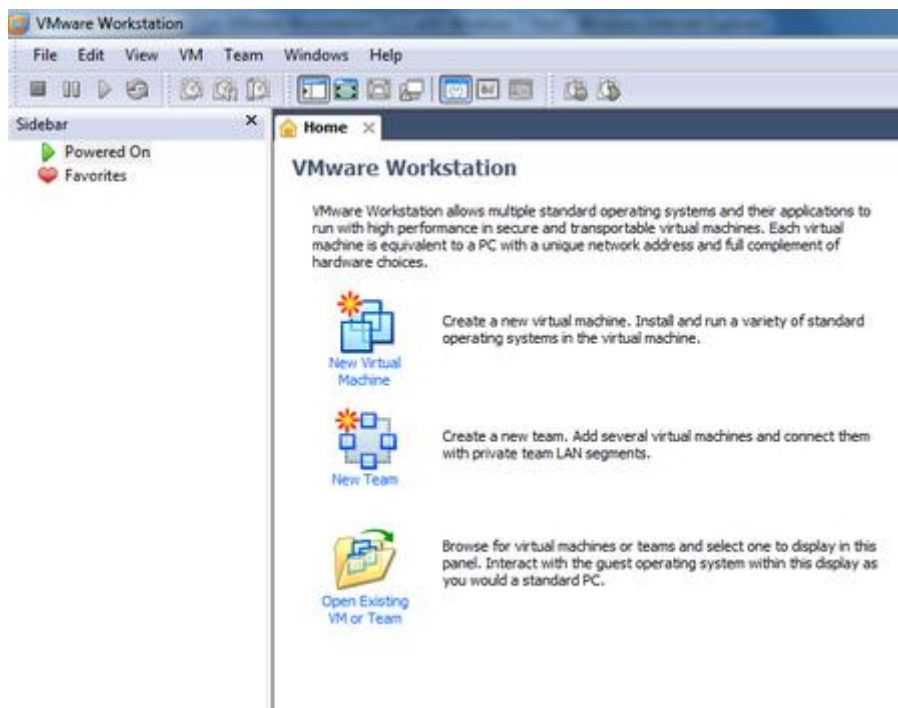 VMware Workstation
File Edit View VM Team Windows Help
Sidebar
Powered On
Favorites
Home
VMware Workstation
VMware Workstation allows multiple standard operating systems and their applications to
run with high performance in secure and transportable virtual machines. Each virtual
machine is equivalent to a PC with a unique network address and full complement of
hardware choices.
New Virtual
Machine
Create a new virtual machine. Install and run a variety of standard
operating systems in the virtual machine.
New Team
Create a new team. Add several virtual machines and connect them
with private team LAN segments.
Open Existing
VM or Team
Browse for virtual machines or teams and select one to display in this
panel. Interact with the guest operating system within this display as
you would a standard PC.